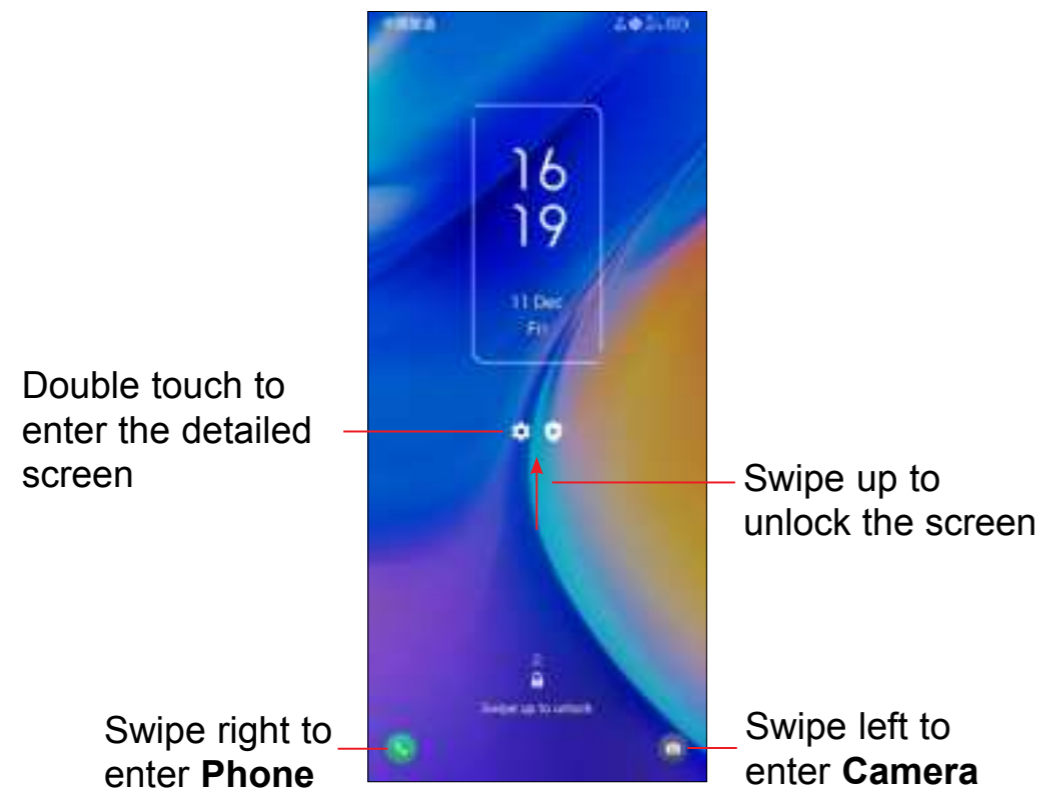 16
19
11 Dec
Fri
Double touch to
enter the detailed
screen
Swipe up to
unlock the screen
Swipe up to unlock
Swipe right to
enter Phone
Swipe left to
enter Camera